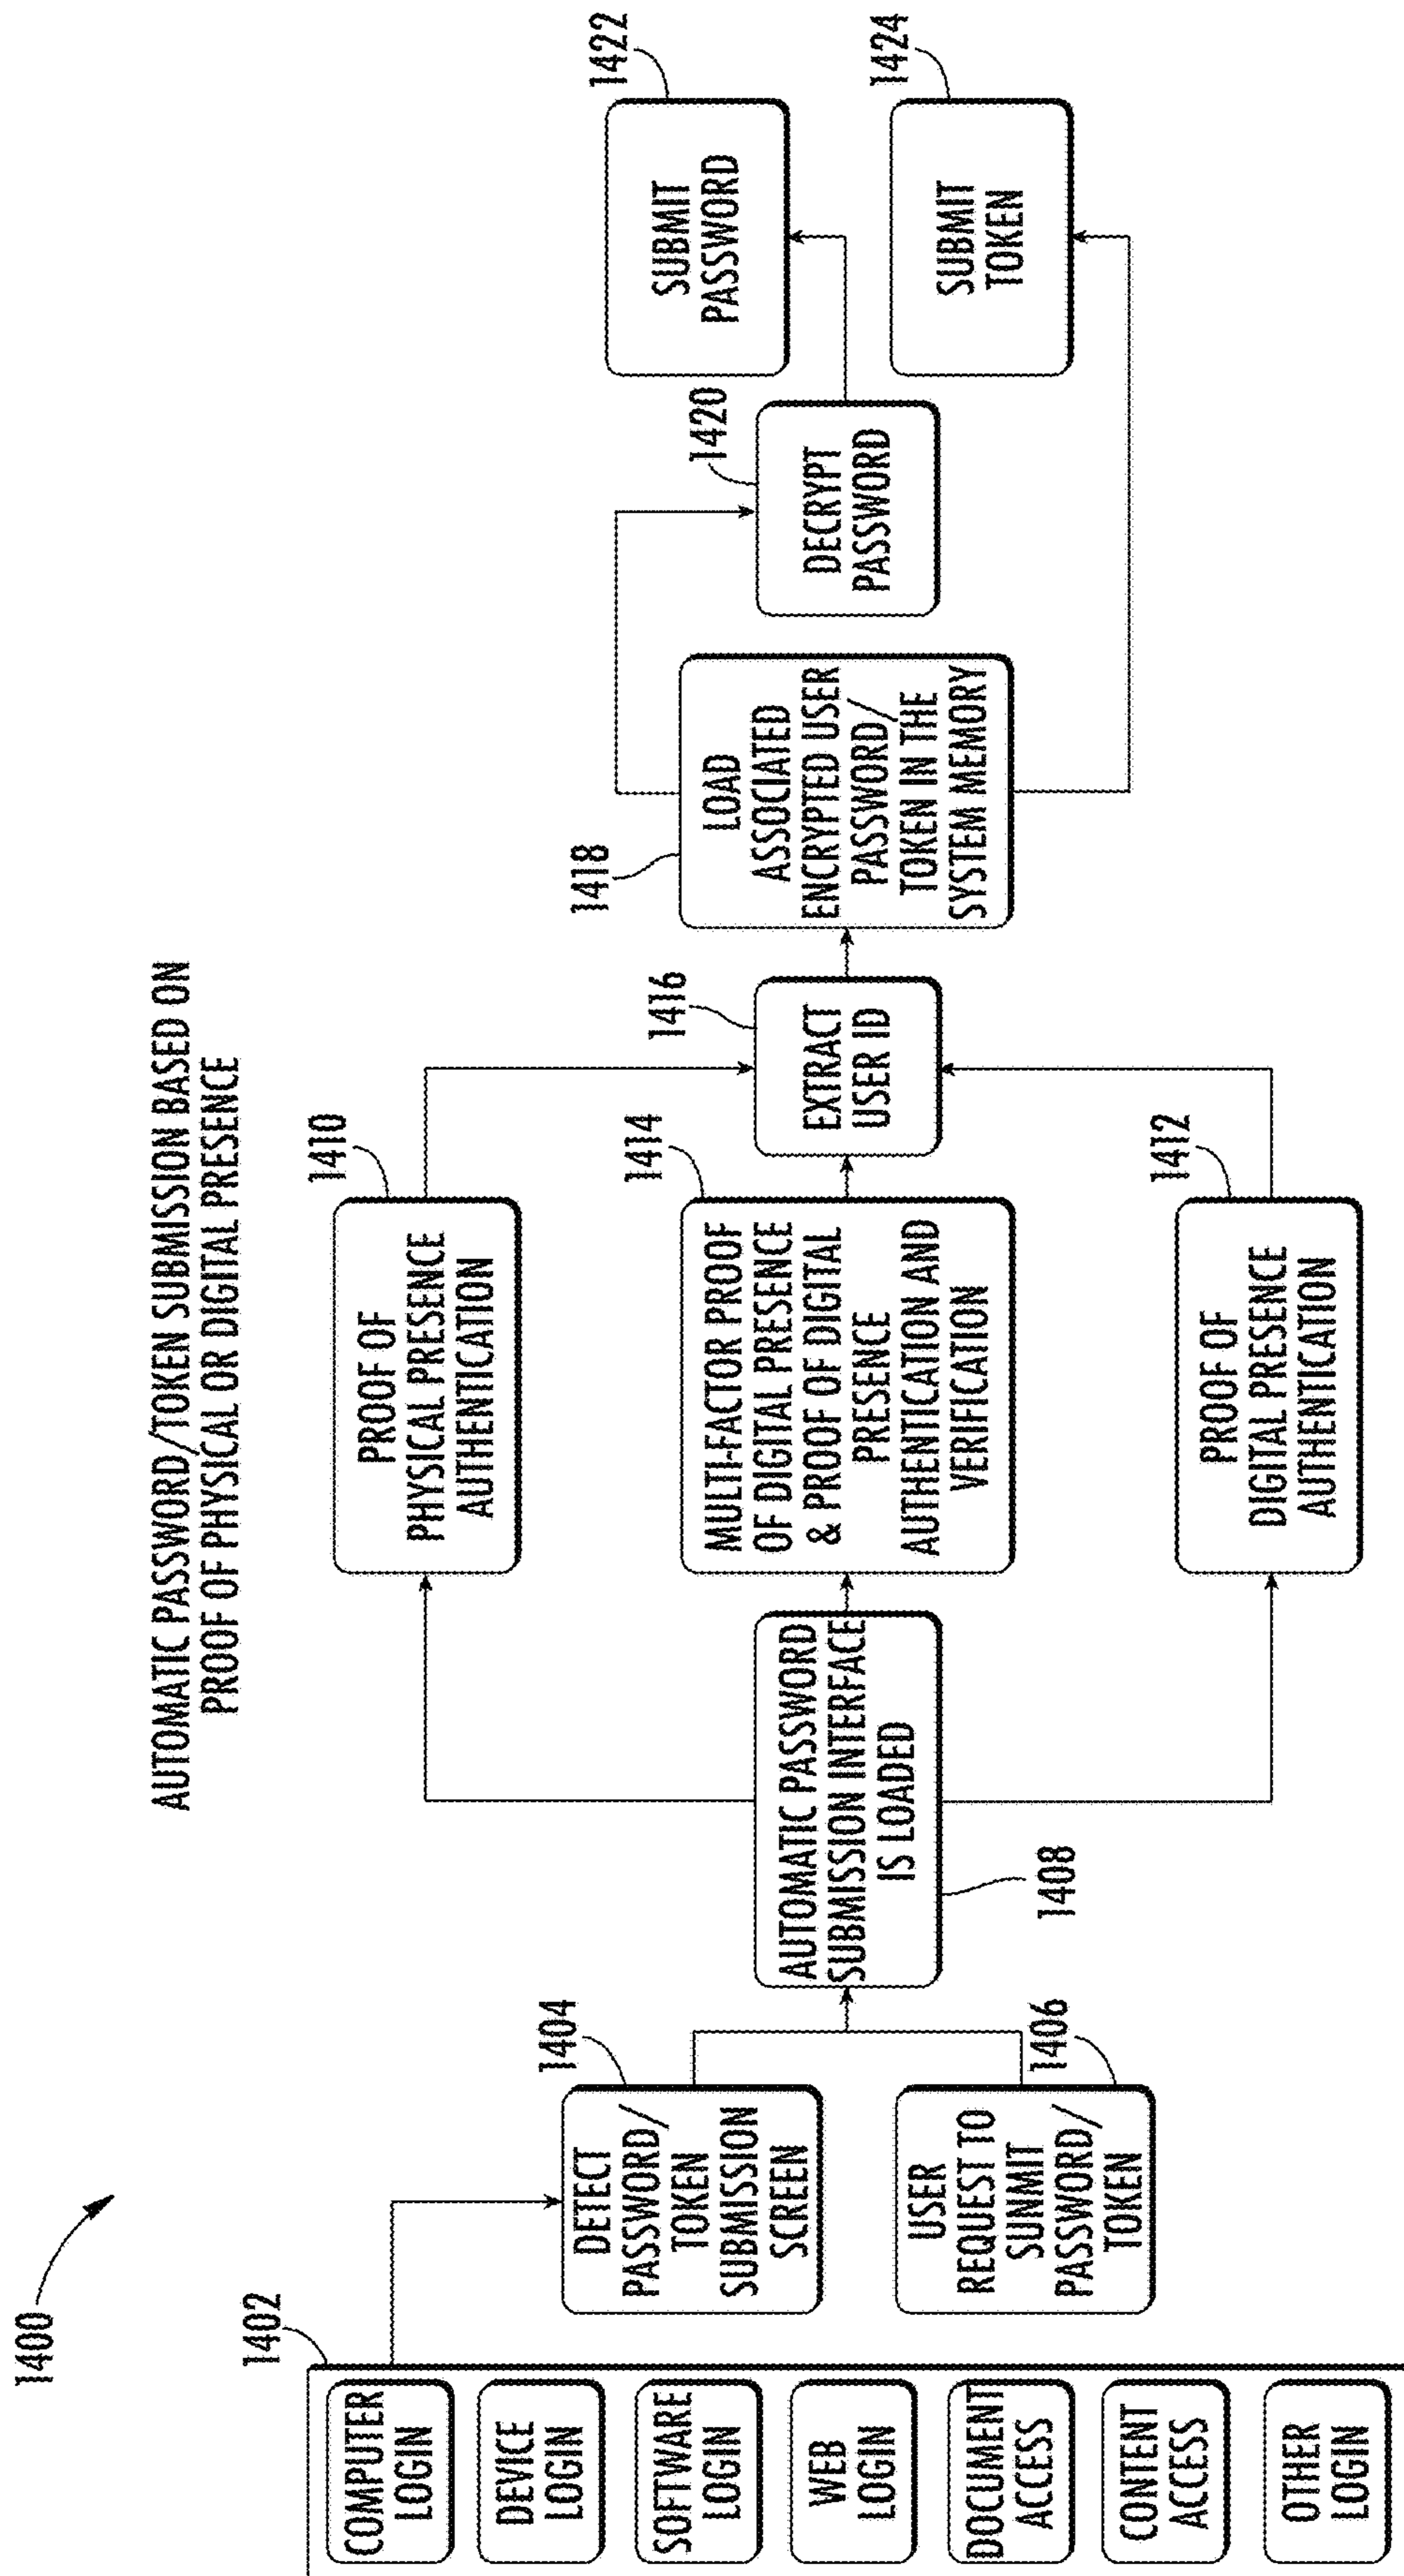 1400
AUTOMATIC PASSWORD/TOKEN SUBMISSION BASED ON
PROOF OF PHYSICAL OR DIGITAL PRESENCE
1402
COMPUTER
LOGIN
DEVICE
LOGIN
SOFTWARE
LOGIN
WEB
LOGIN
DOCUMENT
ACCESS
CONTENT
ACCESS
OTHER
LOGIN
1404
DETECT
PASSWORD/
TOKEN
SUBMISSION
SCREEN
1406
USER
REQUEST TO
SUNMIT
PASSWORD/
TOKEN
AUTOMATIC PASSWORD
SUBMISSION INTERFACE
IS LOADED
1408
1410
PROOF OF
PHYSICAL PRESENCE
AUTHENTICATION
1414
MULTI-FACTOR PROOF
OF DIGITAL PRESENCE
& PROOF OF DIGITAL
PRESENCE
AUTHENTICATION AND
VERIFICATION
1412
PROOF OF
DIGITAL PRESENCE
AUTHENTICATION
1416
EXTRACT
USER ID
1418
LOAD
ASSOCIATED
ENCRYPTED USER
PASSWORD/
TOKEN IN THE
SYSTEM MEMORY
1420
DECRYPT
PASSWORD
1422
SUBMIT
PASSWORD
1424
SUBMIT
TOKEN